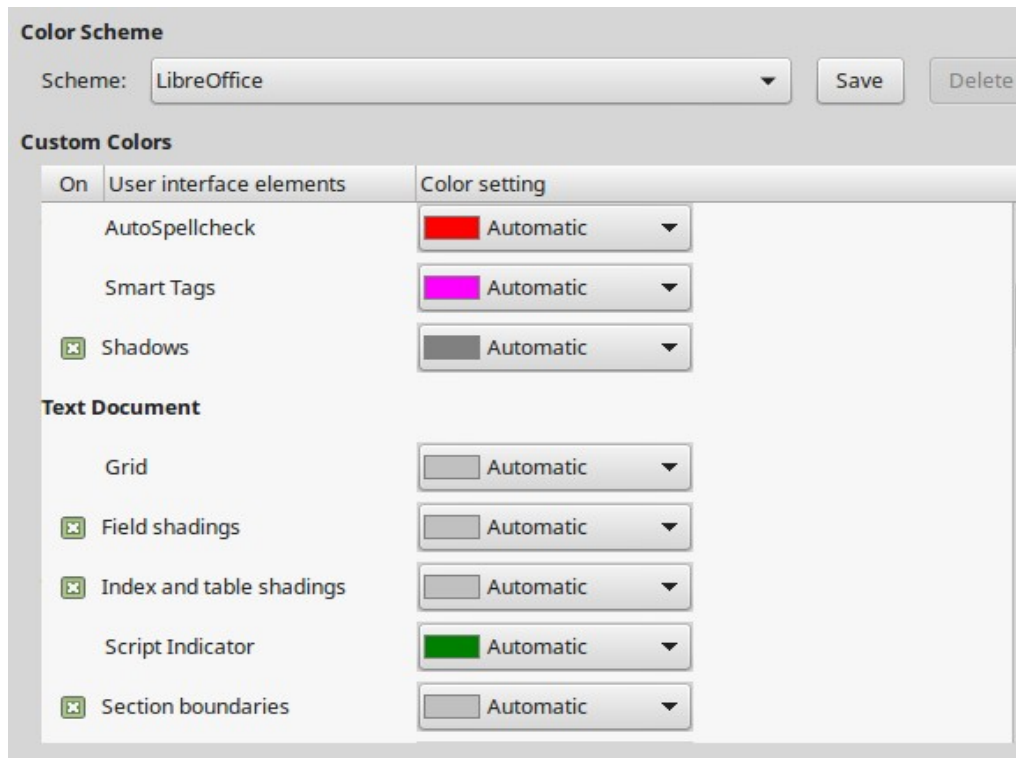 Color Scheme
Scheme: LibreOffice Save Delete
Custom Colors
On User interface elements Color setting
AutoSpellcheck Automatic
Smart Tags Automatic
Shadows Automatic
Text Document
Grid Automatic
Field shadings Automatic
Index and table shadings Automatic
Script Indicator Automatic
Section boundaries Automatic